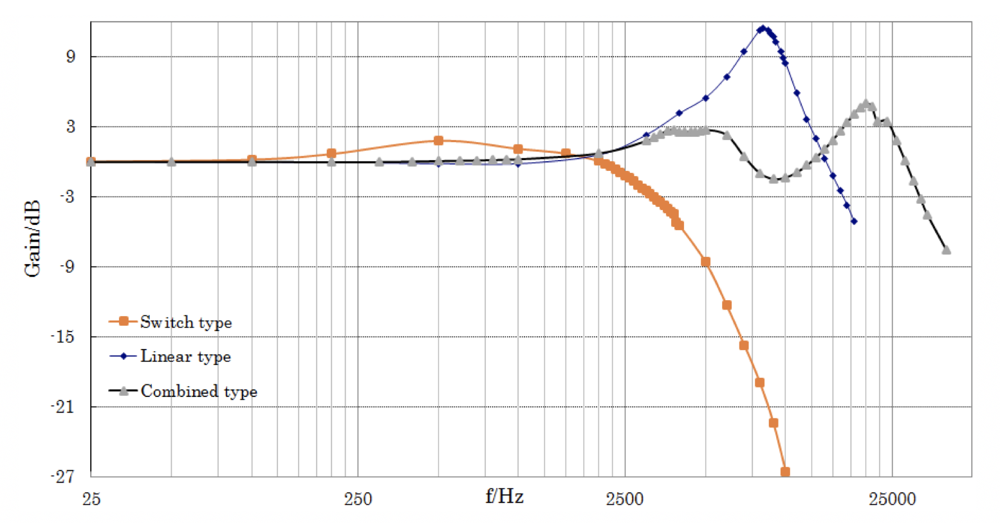 9
3
-3
-9
-15
-21
-27
Gain/dB
Switch type
Linear type
Combined type
25
250
f/Hz
2500
25000